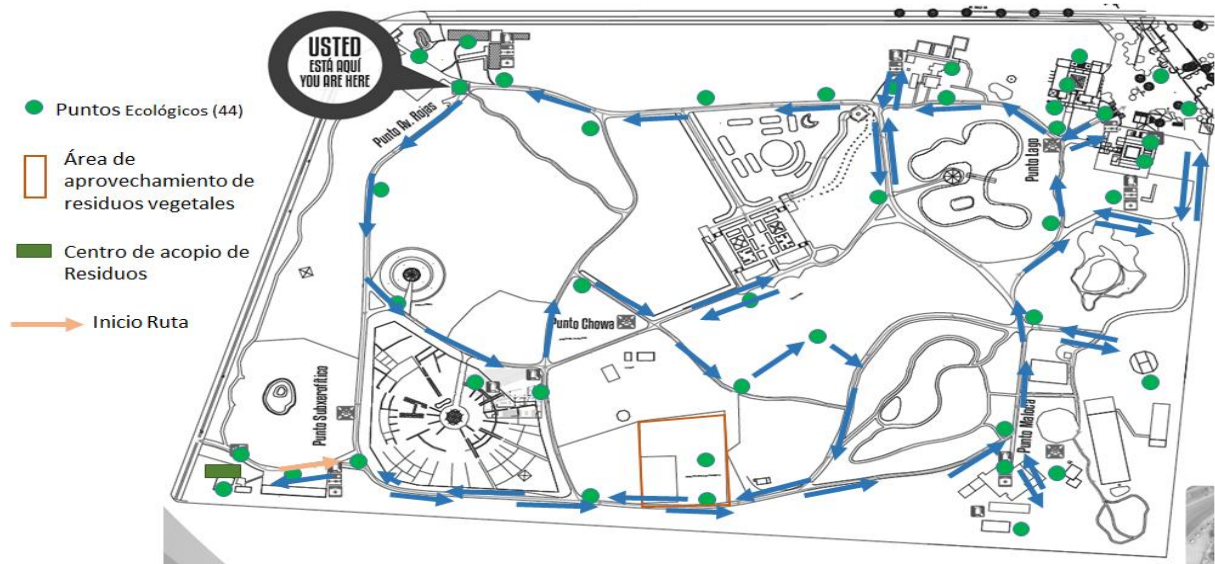 USTED
ESTÁ AQUÍ
YOU ARE HERE
Puntos Ecológicos (44)
Área de
aprovechamiento de
residuos vegetales
Centro de acopio de
Residuos
Inicio Ruta
Punto Av. Rojas
Punto Lago
Punto Chowa
Punto Subxerofítico
Punto Maloca